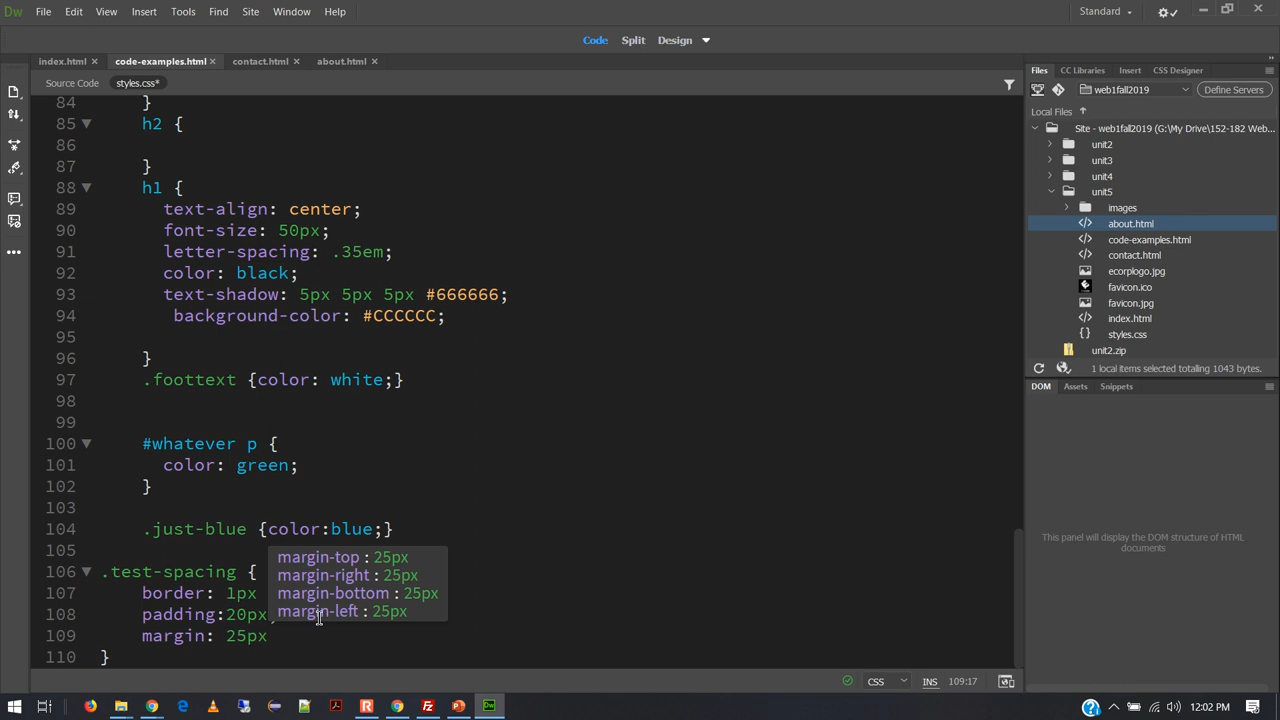 Dw File Edit View Insert Tools Find Site Window Help Standard
Code Split Design
index.html code-examples.html contact.html about.html
Source Code styles.css*
84 }
85 h2 {
86
87 }
88 h1 {
89 text-align: center;
90 font-size: 50px;
91 letter-spacing: .35em;
92 color: black;
93 text-shadow: 5px 5px 5px #666666;
94 background-color: #CCCCCC;
95
96 }
97 .foottext {color: white;}
98
99
100 #whatever p {
101 color: green;
102 }
103
104 .just-blue {color:blue;}
105
106 .test-spacing {
107 border: 1px
108 padding:20px;
109 margin: 25px
110 }
margin-top : 25px
margin-right : 25px
margin-bottom : 25px
margin-left : 25px
CSS INS 109:17
Files CC Libraries Insert CSS Designer
web1fall2019 Define Servers
Local Files
Site - web1fall2019 (G:\My Drive\152-182 Web...
unit2
unit3
unit4
unit5
images
about.html
code-examples.html
contact.html
ecorplogo.jpg
favicon.ico
favicon.jpg
index.html
styles.css
unit2.zip
1 local items selected totalling 1043 bytes.
DOM Assets Snippets
This panel will display the DOM structure of HTML
documents
Dw
12:02 PM